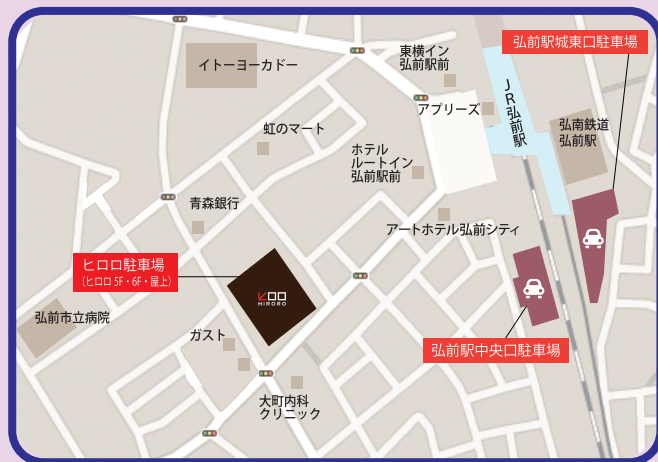 弘前駅城東口駐車場
東横イン
弘前駅前
イトーヨーカドー
アプリーズ
JR弘前駅
弘南鉄道
弘前駅
虹のマート
ホテル
ルートイン
弘前駅前
青森銀行
アートホテル弘前シティ
ヒロロ駐車場
(ヒロロ 5F・6F・屋上)
HIRORO
弘前市立病院
ガスト
弘前駅中央口駐車場
大町内科
クリニック